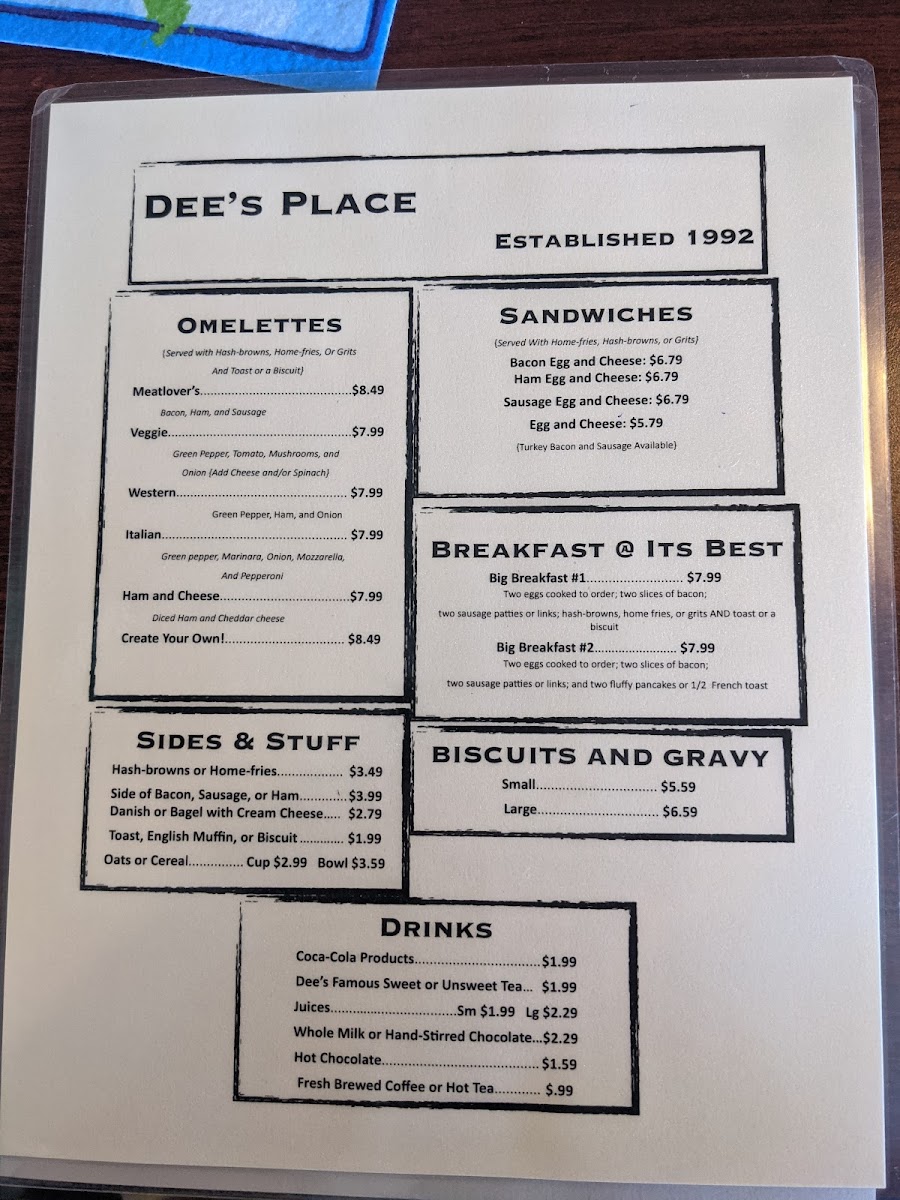 DEE'S PLACE
ESTABLISHED 1992
OMELETTES
(Served with Hash-browns, Home-fries, Or Grits
And Toast or a Biscuit)
Meatlover's........................................$8.49
Bacon, Ham, and Sausage
Veggie................................................$7.99
Green Pepper, Tomato, Mushrooms, and
Onion (Add Cheese and/or Spinach)
Western............................................. $7.99
Green Pepper, Ham, and Onion
Italian................................................. $7.99
Green pepper, Marinara, Onion, Mozzarella,
And Pepperoni
Ham and Cheese..................................$7.99
Diced Ham and Cheddar cheese
Create Your Own!............................... $8.49
SANDWICHES
(Served With Home-fries, Hash-browns, or Grits)
Bacon Egg and Cheese: $6.79
Ham Egg and Cheese: $6.79
Sausage Egg and Cheese: $6.79
Egg and Cheese: $5.79
(Turkey Bacon and Sausage Available)
BREAKFAST @ ITS BEST
Big Breakfast #1.......................... $7.99
Two eggs cooked to order; two slices of bacon;
two sausage patties or links; hash-browns, home fries, or grits AND toast or a
biscuit
Big Breakfast #2...................... $7.99
Two eggs cooked to order; two slices of bacon;
two sausage patties or links; and two fluffy pancakes or 1/2 French toast
SIDES & STUFF
Hash-browns or Home-fries................. $3.49
Side of Bacon, Sausage, or Ham............$3.99
Danish or Bagel with Cream Cheese..... $2.79
Toast, English Muffin, or Biscuit ............ $1.99
Oats or Cereal............... Cup $2.99 Bowl $3.59
BISCUITS AND GRAVY
Small................................ $5.59
Large................................ $6.59
DRINKS
Coca-Cola Products.................................$1.99
Dee's Famous Sweet or Unsweet Tea... $1.99
Juices.................................Sm $1.99 Lg $2.29
Whole Milk or Hand-Stirred Chocolate...$2.29
Hot Chocolate.........................................$1.59
Fresh Brewed Coffee or Hot Tea............ $.99